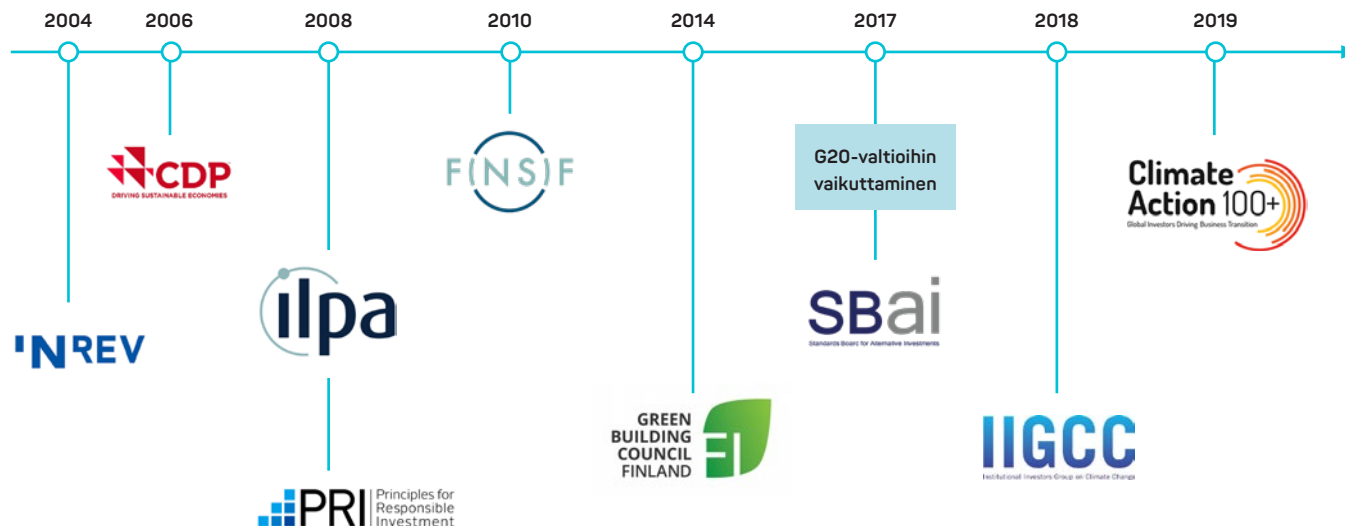 2004 2006 2008 2010 2014 2017 2018 2019
INREV
CDP
DRIVING SUSTAINABLE ECONOMIES
ilpa
PRI
Principles for
Responsible
Investment
FINSIF
GREEN
BUILDING
COUNCIL
FINLAND
FI
G20-valtioihin
vaikuttaminen
SBai
Standards Board for Alternative Investments
IIGCC
Institutional Investors Group on Climate Change
Climate
Action 100+
Global Investors Driving Business Transition